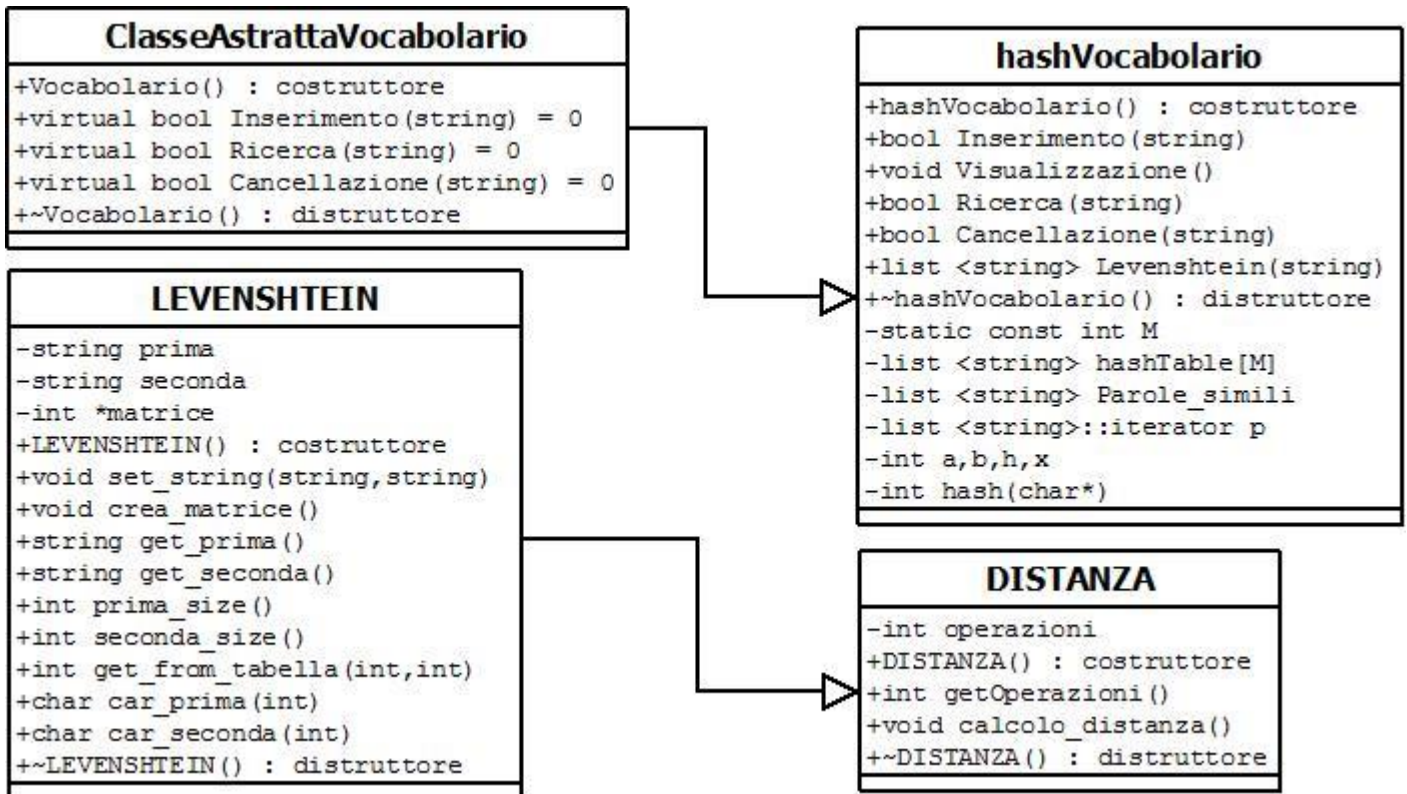 ClasseAstrattaVocabolario
+Vocabolario() : costruttore
+virtual bool Inserimento(string) = 0
+virtual bool Ricerca(string) = 0
+virtual bool Cancellazione(string) = 0
+~Vocabolario() : distruttore
hashVocabolario
+hashVocabolario() : costruttore
+bool Inserimento(string)
+void Visualizzazione()
+bool Ricerca(string)
+bool Cancellazione(string)
+list <string> Levenshtein(string)
+~hashVocabolario() : distruttore
-static const int M
-list <string> hashTable[M]
-list <string> Parole_simili
-list <string>::iterator p
-int a,b,h,x
-int hash(char*)
LEVENSHTEIN
-string prima
-string seconda
-int *matrice
+LEVENSHTEIN() : costruttore
+void set_string(string,string)
+void crea_matrice()
+string get_prima()
+string get_seconda()
+int prima_size()
+int seconda_size()
+int get_from_tabella(int,int)
+char car_prima(int)
+char car_seconda(int)
+~LEVENSHTEIN() : distruttore
DISTANZA
-int operazioni
+DISTANZA() : costruttore
+int getOperazioni()
+void calcolo_distanza()
+~DISTANZA() : distruttore